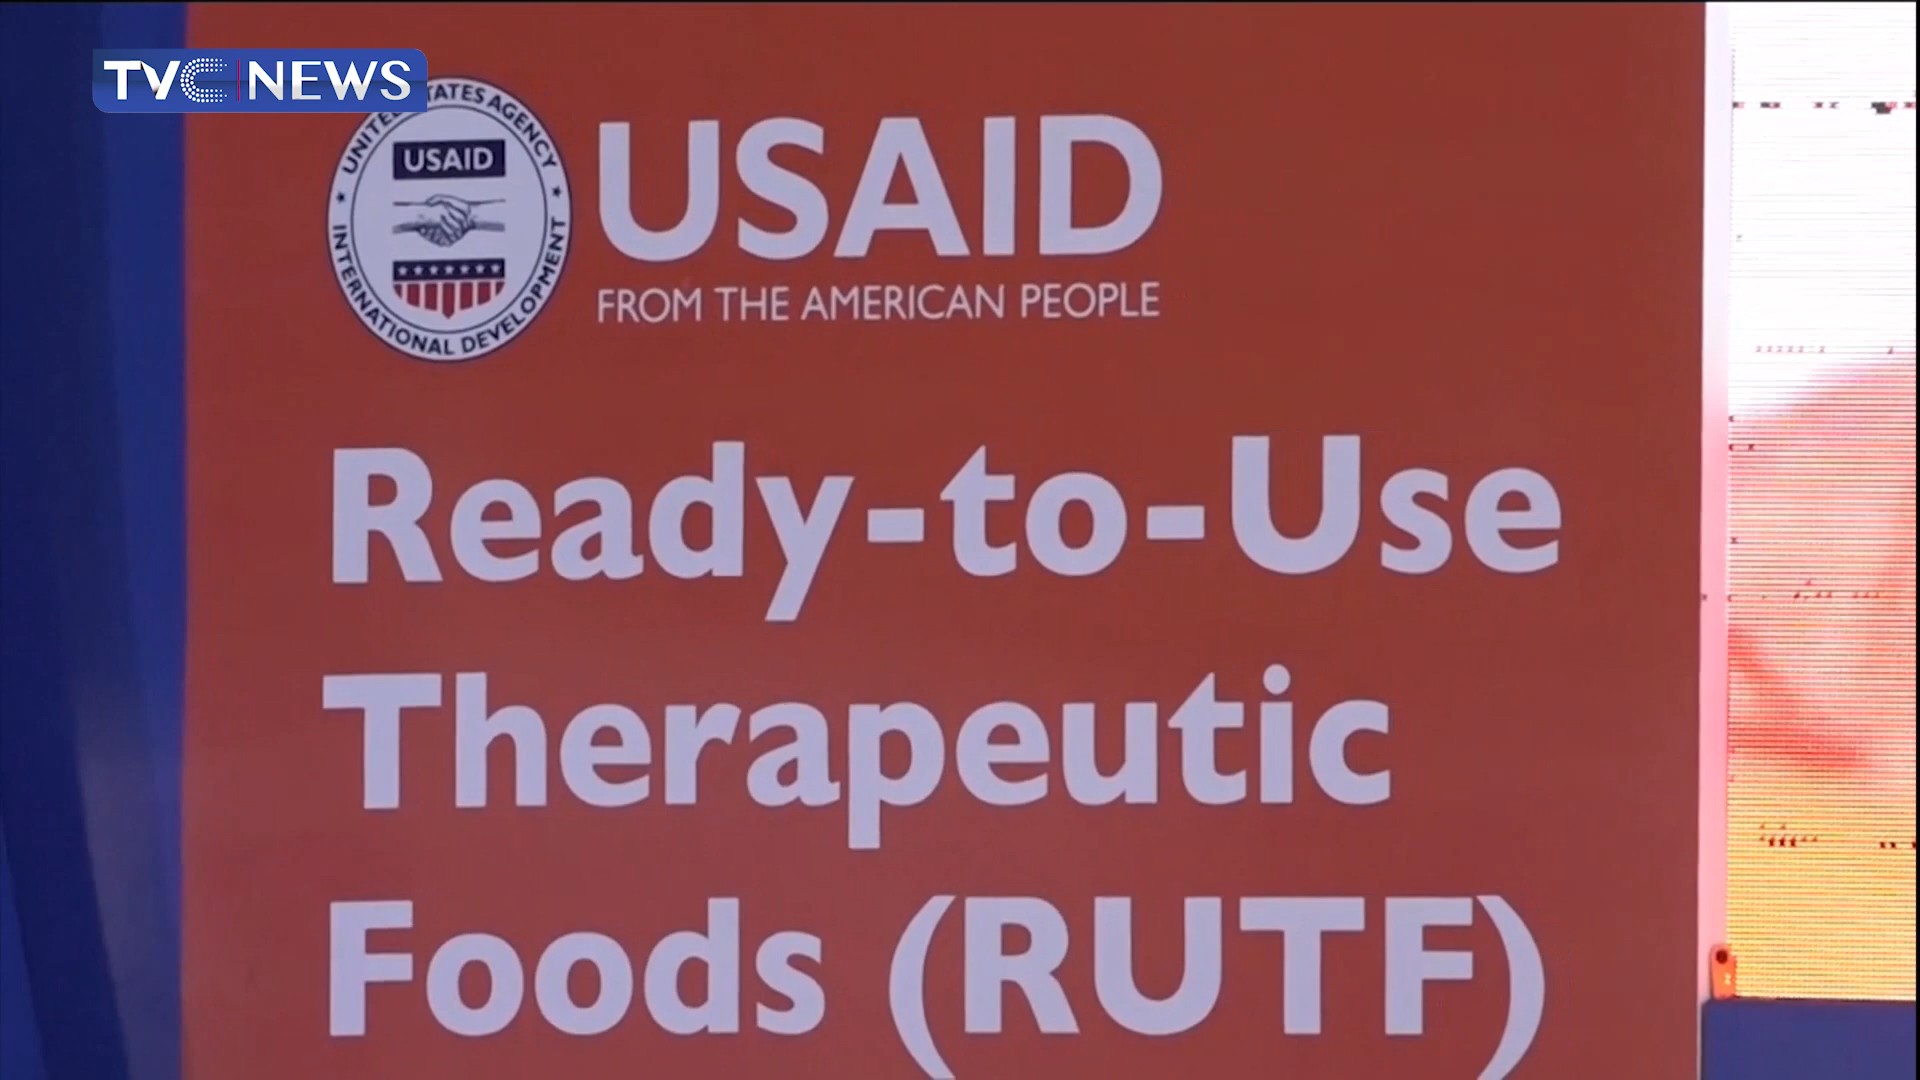 TVC NEWS
UNITED STATES AGENCY
USAID
INTERNATIONAL DEVELOPMENT
USAID
FROM THE AMERICAN PEOPLE
Ready-to-Use
Therapeutic
Foods (RUTF)